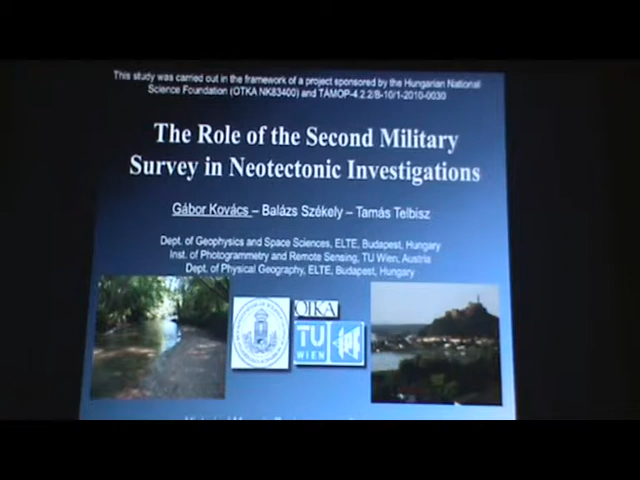 This study was carried out in the framework of a project sponsored by the Hungarian National
Science Foundation (OTKA NK83400) and TÁMOP-4.2.2/B-10/1-2010-0030
The Role of the Second Military
Survey in Neotectonic Investigations
Gábor Kovács – Balázs Székely – Tamás Telbisz
Dept. of Geophysics and Space Sciences, ELTE, Budapest, Hungary
Inst. of Photogrammetry and Remote Sensing, TU Wien, Austria
Dept. of Physical Geography, ELTE, Budapest, Hungary
OTKA
TU
WIEN